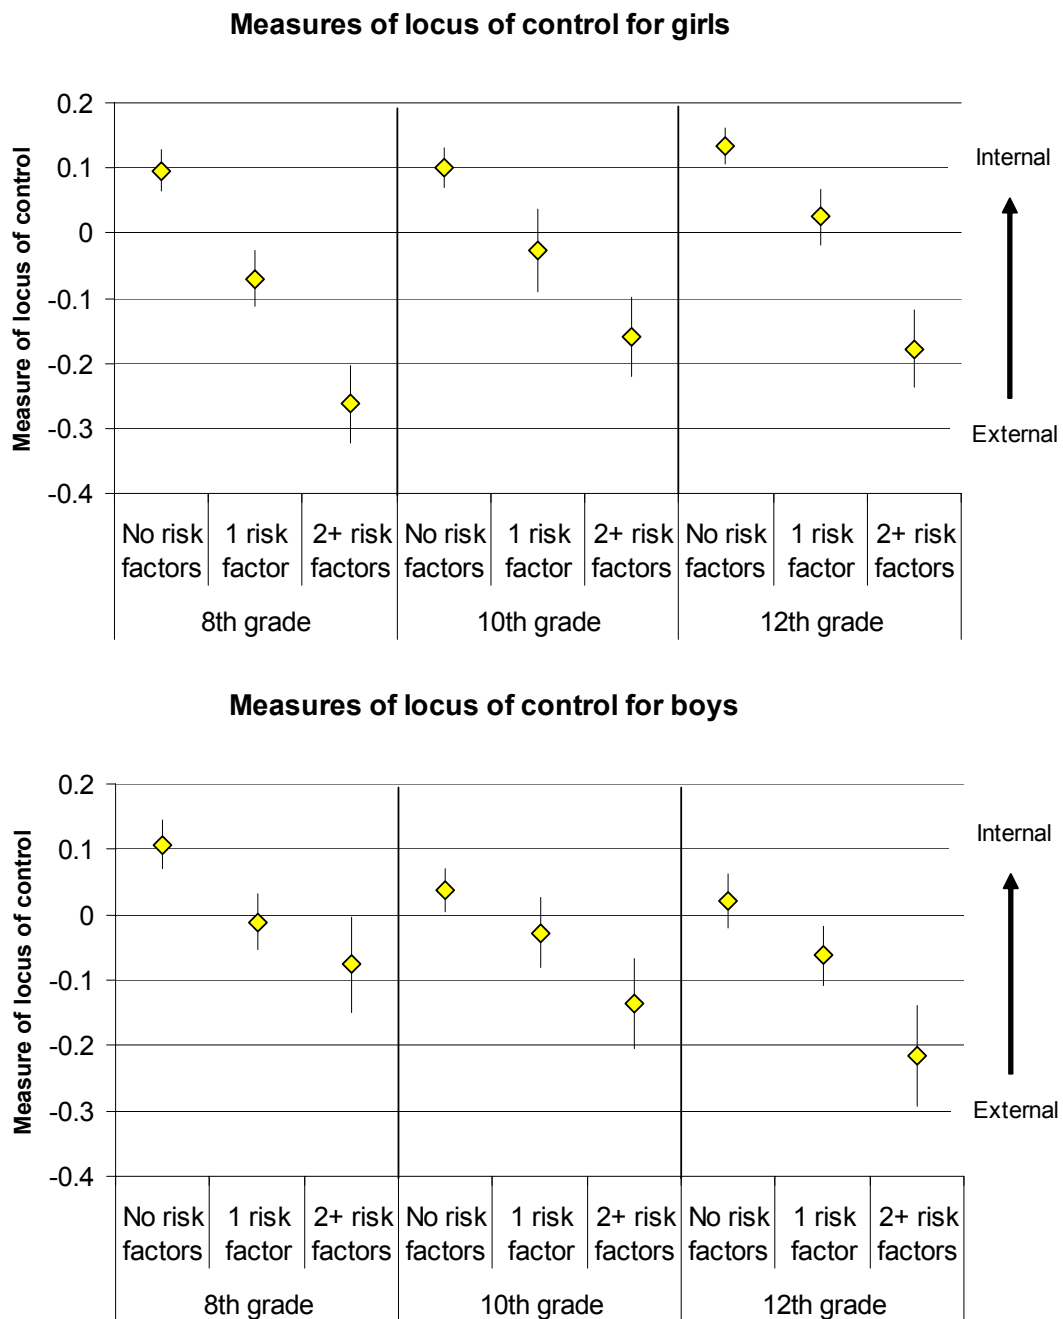 Measures of locus of control for girls
Measure of locus of control
0.2
0.1
0
-0.1
-0.2
-0.3
-0.4
Internal
External
No risk factors
1 risk factor
2+ risk factors
No risk factors
1 risk factor
2+ risk factors
No risk factors
1 risk factor
2+ risk factors
8th grade
10th grade
12th grade
Measures of locus of control for boys
Measure of locus of control
0.2
0.1
0
-0.1
-0.2
-0.3
-0.4
Internal
External
No risk factors
1 risk factor
2+ risk factors
No risk factors
1 risk factor
2+ risk factors
No risk factors
1 risk factor
2+ risk factors
8th grade
10th grade
12th grade